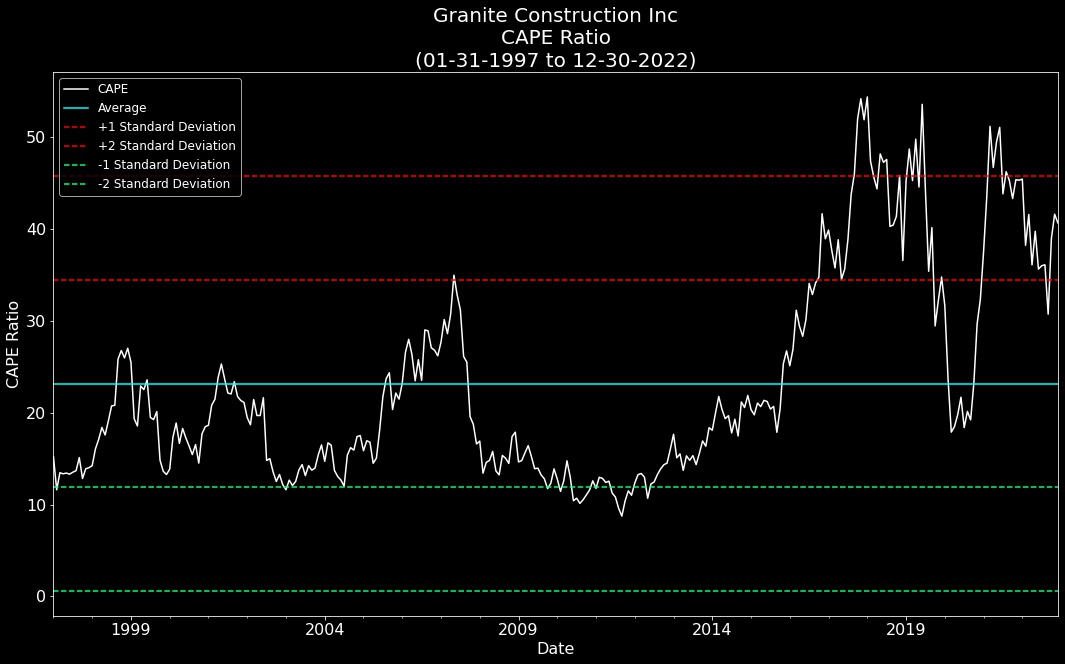 Granite Construction Inc
CAPE Ratio
(01-31-1997 to 12-30-2022)
CAPE
Average
+1 Standard Deviation
+2 Standard Deviation
-1 Standard Deviation
-2 Standard Deviation
CAPE Ratio
50
40
30
20
10
0
1999
2004
2009
2014
2019
Date